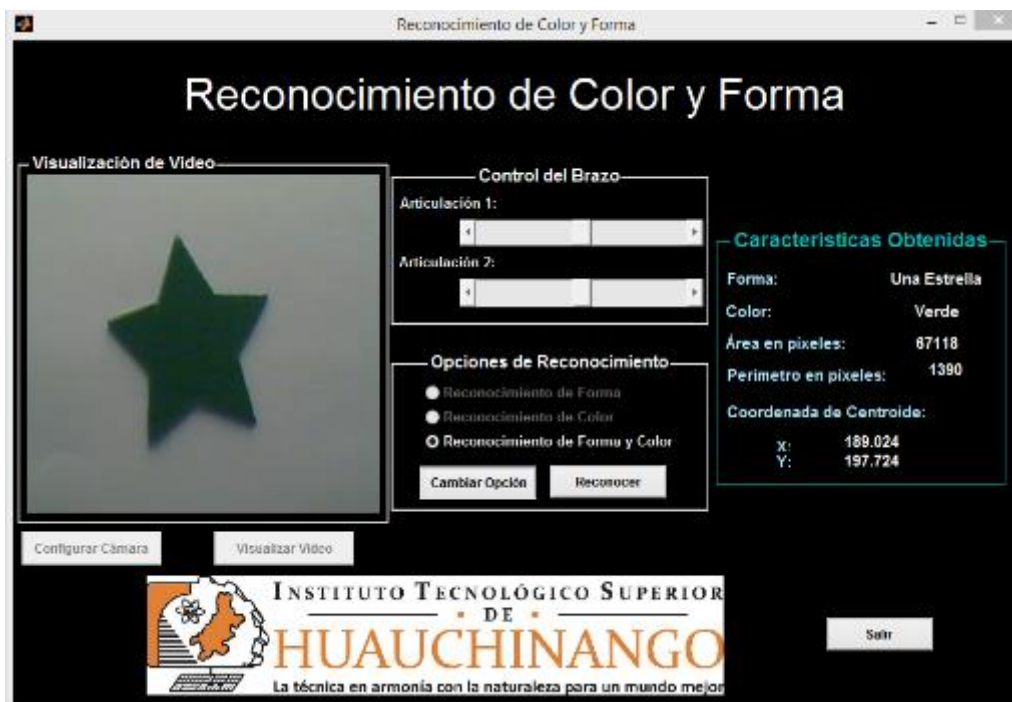 Reconocimiento de Color y Forma
Reconocimiento de Color y Forma
Visualización de Video
Control del Brazo
Articulación 1:
Articulación 2:
Opciones de Reconocimiento
Reconocimiento de Forma
Reconocimiento de Color
Reconocimiento de Forma y Color
Cambiar Opción
Reconocer
Caracteristicas Obtenidas
Forma: Una Estrella
Color: Verde
Área en pixeles: 67118
Perimetro en pixeles: 1390
Coordenada de Centroide:
X: 189.024
Y: 197.724
Configurar Cámara
Visualizar Video
INSTITUTO TECNOLÓGICO SUPERIOR
DE
HUAUCHINANGO
La técnica en armonía con la naturaleza para un mundo mejor
Salir